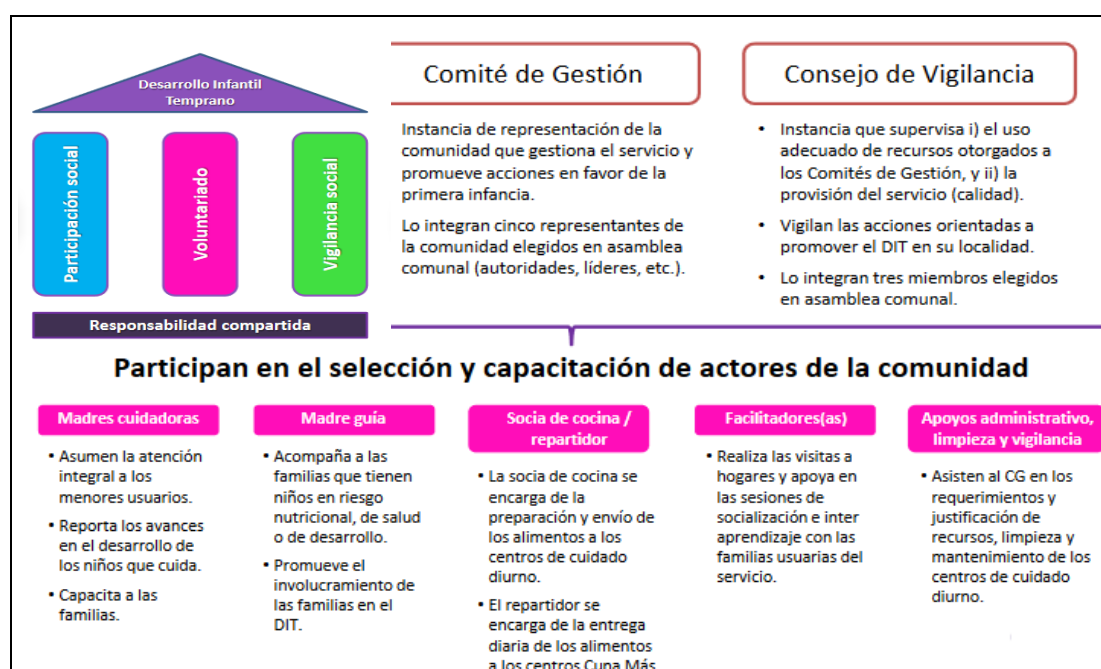 Desarrollo Infantil
Temprano
Participación social
Voluntariado
Vigilancia social
Responsabilidad compartida
Comité de Gestión
Instancia de representación de la
comunidad que gestiona el servicio y
promueve acciones en favor de la
primera infancia.
Lo integran cinco representantes de
la comunidad elegidos en asamblea
comunal (autoridades, líderes, etc.).
Consejo de Vigilancia
• Instancia que supervisa i) el uso
adecuado de recursos otorgados a
los Comités de Gestión, y ii) la
provisión del servicio (calidad).
• Vigilan las acciones orientadas a
promover el DIT en su localidad.
• Lo integran tres miembros elegidos
en asamblea comunal.
Participan en el selección y capacitación de actores de la comunidad
Madres cuidadoras
• Asumen la atención
integral a los
menores usuarios.
• Reporta los avances
en el desarrollo de
los niños que cuida.
• Capacita a las
familias.
Madre guía
• Acompaña a las
familias que tienen
niños en riesgo
nutricional, de salud
o de desarrollo.
• Promueve el
involucramiento de
las familias en el
DIT.
Socia de cocina /
repartidor
• La socia de cocina se
encarga de la
preparación y envío de
los alimentos a los
centros de cuidado
diurno.
• El repartidor se
encarga de la entrega
diaria de los alimentos
a los centros Cuna Más
Facilitadores(as)
• Realiza las visitas a
hogares y apoya en
las sesiones de
socialización e inter
aprendizaje con las
familias usuarias del
servicio.
Apoyos administrativo,
limpieza y vigilancia
• Asisten al CG en los
requerimientos y
justificación de
recursos, limpieza y
mantenimiento de los
centros de cuidado
diurno.